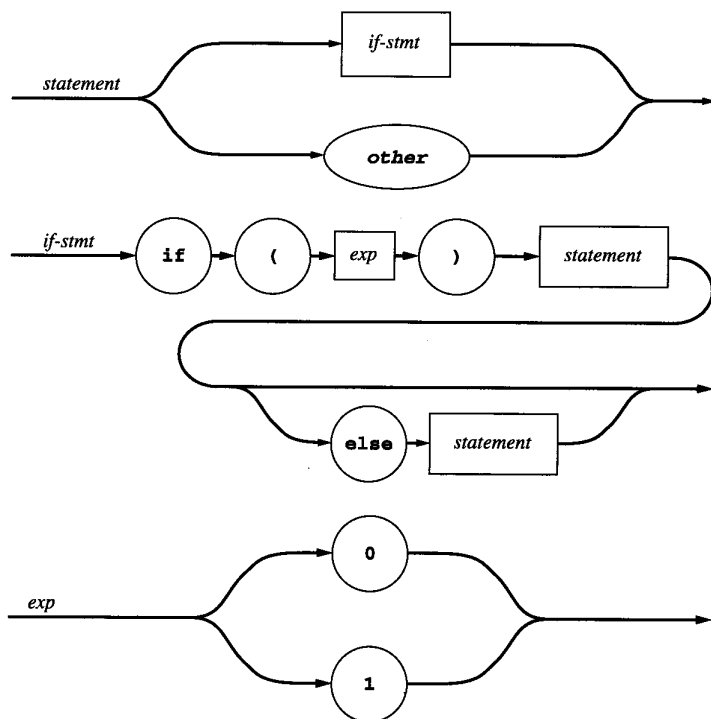 if-stmt
statement
other
if-stmt
if ( exp ) statement
else statement
0
exp
1